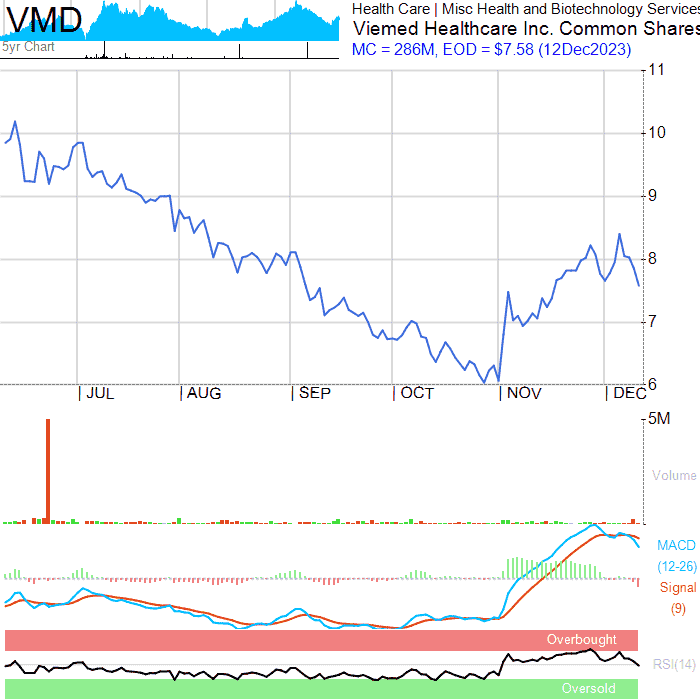 VMD
5yr Chart
Health Care | Misc Health and Biotechnology Services
Viemed Healthcare Inc. Common Shares
MC = 286M, EOD = $7.58 (12Dec2023)
11
10
9
8
7
6
JUL AUG SEP OCT NOV DEC
5M
Volume
MACD
(12-26)
Signal
(9)
Overbought
RSI(14)
Oversold